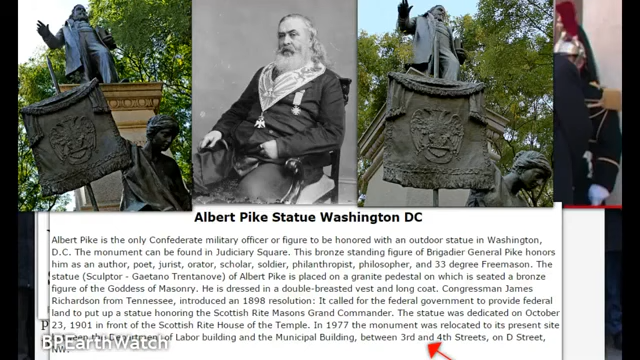 Albert Pike Statue Washington DC
Albert Pike is the only Confederate military officer or figure to be honored with an outdoor statue in Washington,
D.C. The monument can be found in Judiciary Square. This bronze standing figure of Brigadier General Pike honors
him as an author, poet, jurist, orator, scholar, soldier, philanthropist, philosopher, and 33 degree Freemason. The
statue (Sculptor - Gaetano Trentanove) of Albert Pike is placed on a granite pedestal on which is seated a bronze
figure of the Goddess of Masonry. He is dressed in a double-breasted vest and long coat. Congressman James
Richardson from Tennessee, introduced an 1898 resolution: It called for the federal government to provide federal
land to put up a statue honoring the Scottish Rite Masons Grand Commander. The statue was dedicated on October
23, 1901 in front of the Scottish Rite House of the Temple. In 1977 the monument was relocated to its present site
Department of Labor building and the Municipal Building, between 3rd and 4th Streets, on D Street,
NW.
BPEarthWatch